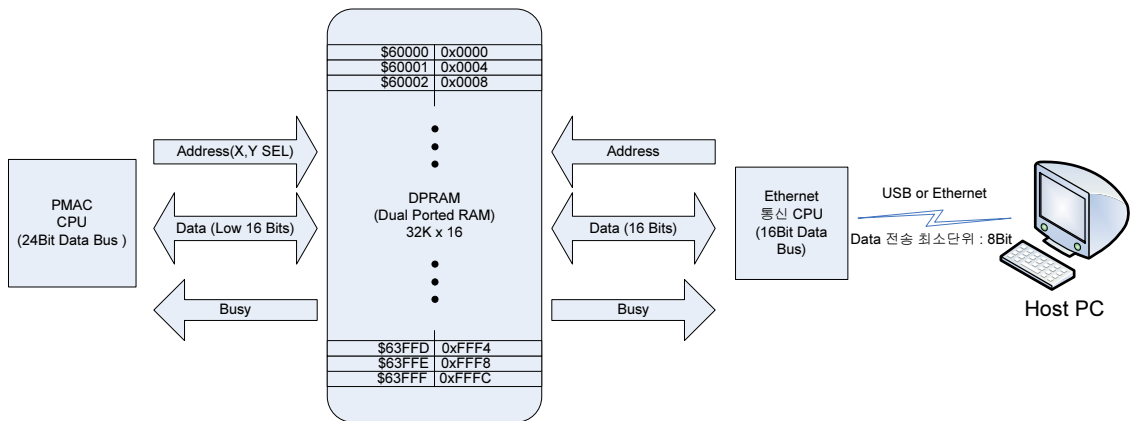 $60000 0x0000
$60001 0x0004
$60002 0x0008
Address(X,Y SEL)
Address
PMAC
CPU
(24Bit Data Bus )
Data (Low 16 Bits)
DPRAM
(Dual Ported RAM)
32K x 16
Data (16 Bits)
Ethernet
통신 CPU
(16Bit Data
Bus)
USB or Ethernet
Data 전송 최소단위 : 8Bit
Host PC
Busy
Busy
$63FFD 0xFFF4
$63FFE 0xFFF8
$63FFF 0xFFFC